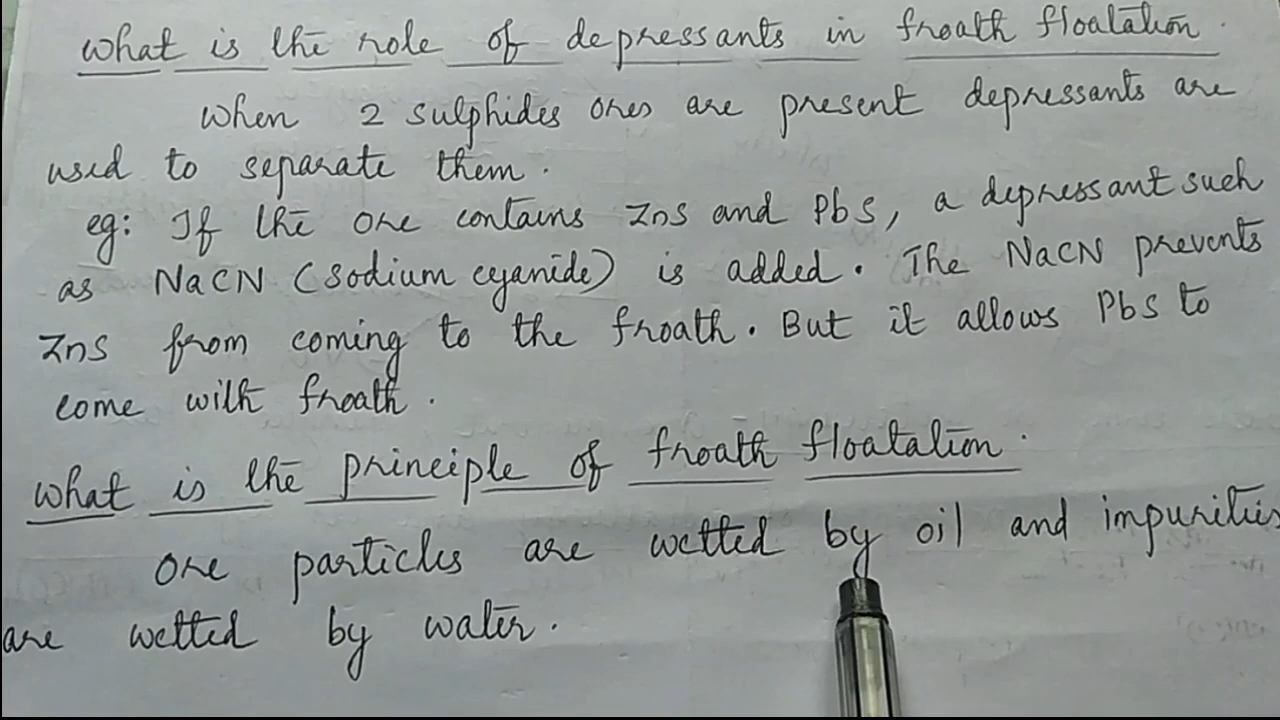 What is the role of depressants in froath floatation.
When 2 sulphides ores are present depressants are
used to separate them.
eg: If the ore contains ZnS and PbS, a depressant such
as NaCN (sodium cyanide) is added. The NaCN prevents
ZnS from coming to the froath. But it allows PbS to
come with froath.
What is the principle of froath floatation.
Ore particles are wetted by oil and impurities
are wetted by water.